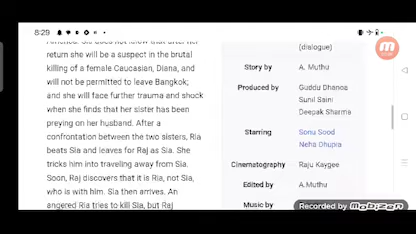 8:29
(dialogue)
return she will be a suspect in the brutal
killing of a female Caucasian, Diana, and
will not be permitted to leave Bangkok;
and she will face further trauma and shock
when she finds that her sister has been
preying on her husband. After a
confrontation between the two sisters, Ria
beats Sia and leaves for Raj as Sia. She
tricks him into traveling away from Sia.
Soon, Raj discovers that it is Ria, not Sia,
who is with him. Sia then arrives. An
angered Ria tries to kill Sia, but Raj
Story by A. Muthu
Produced by Guddu Dhanoa
Sunil Saini
Deepak Sharma
Starring Sonu Sood
Neha Dhupia
Cinematography Raju Kaygee
Edited by A.Muthu
Music by
Recorded by Mobizen